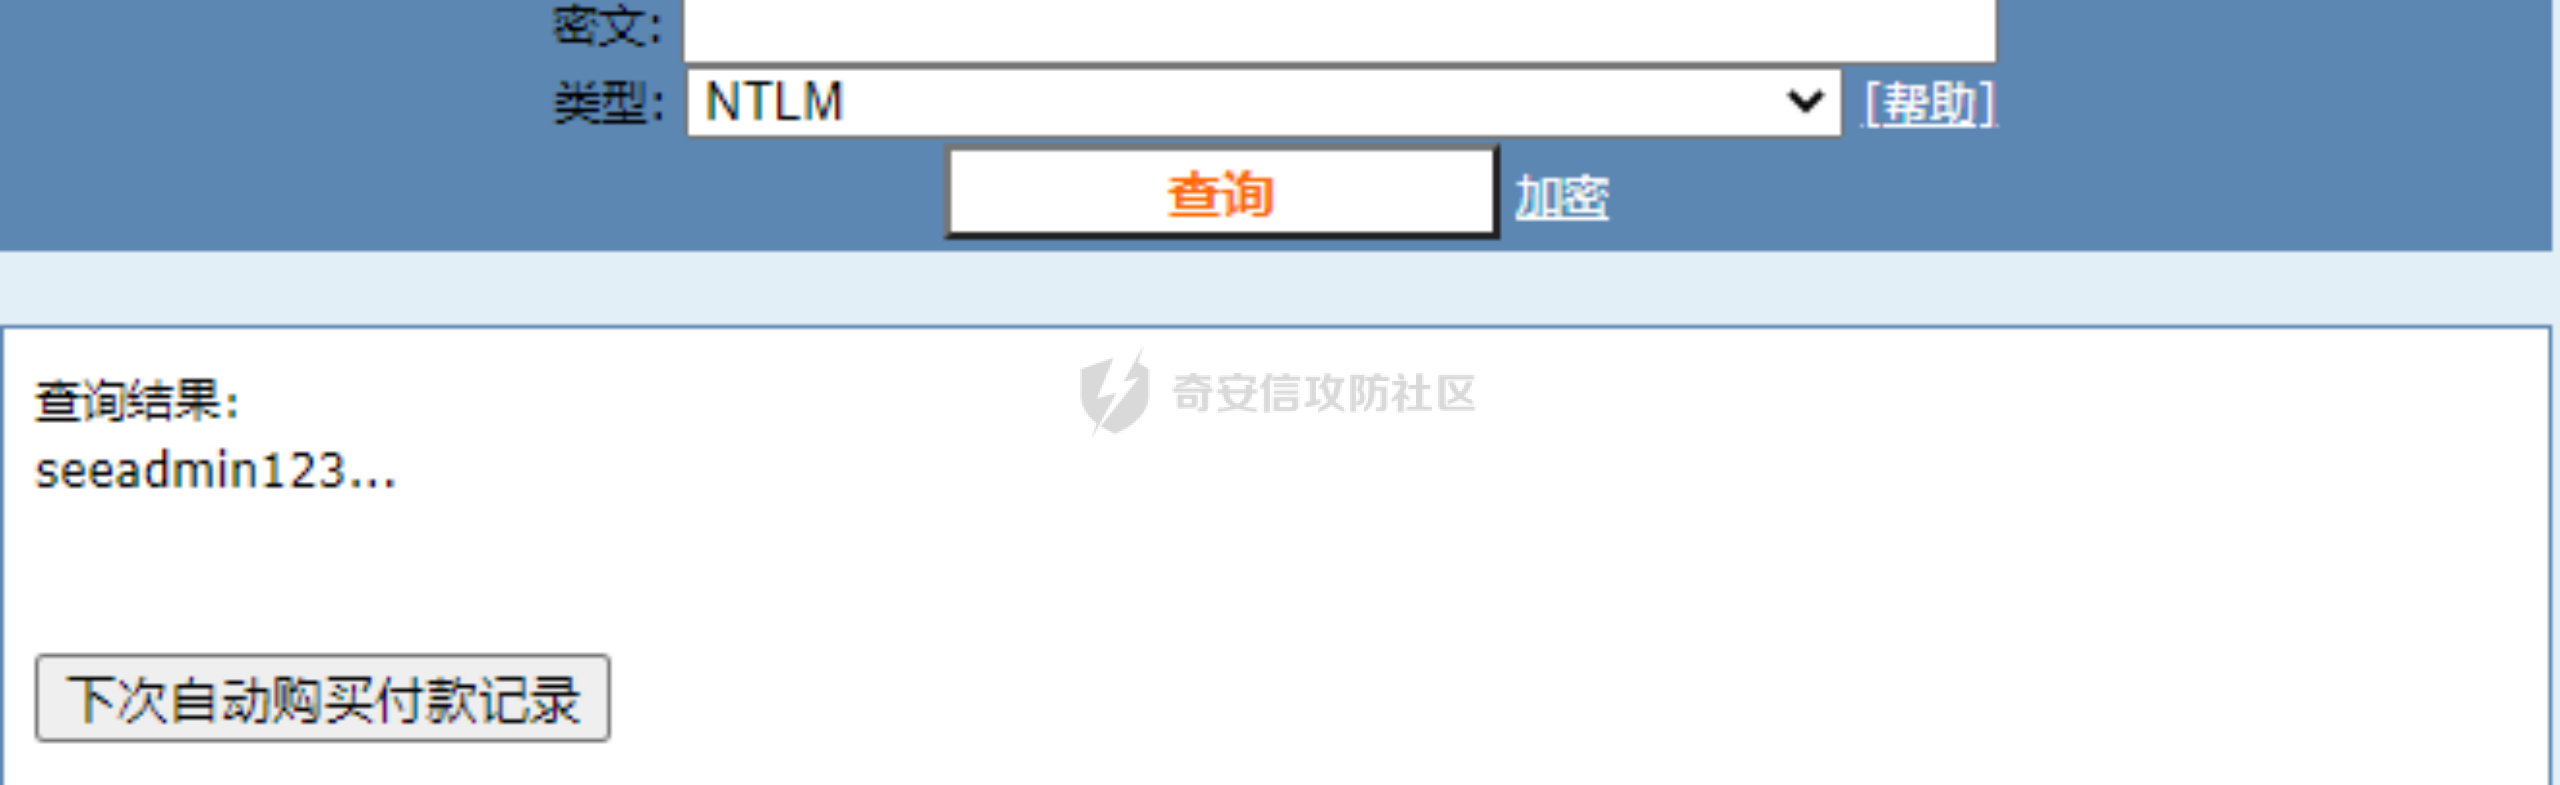 密文:
类型: NTLM [帮助]
查询 加密
奇安信攻防社区
查询结果:
seeadmin123...
下次自动购买付款记录